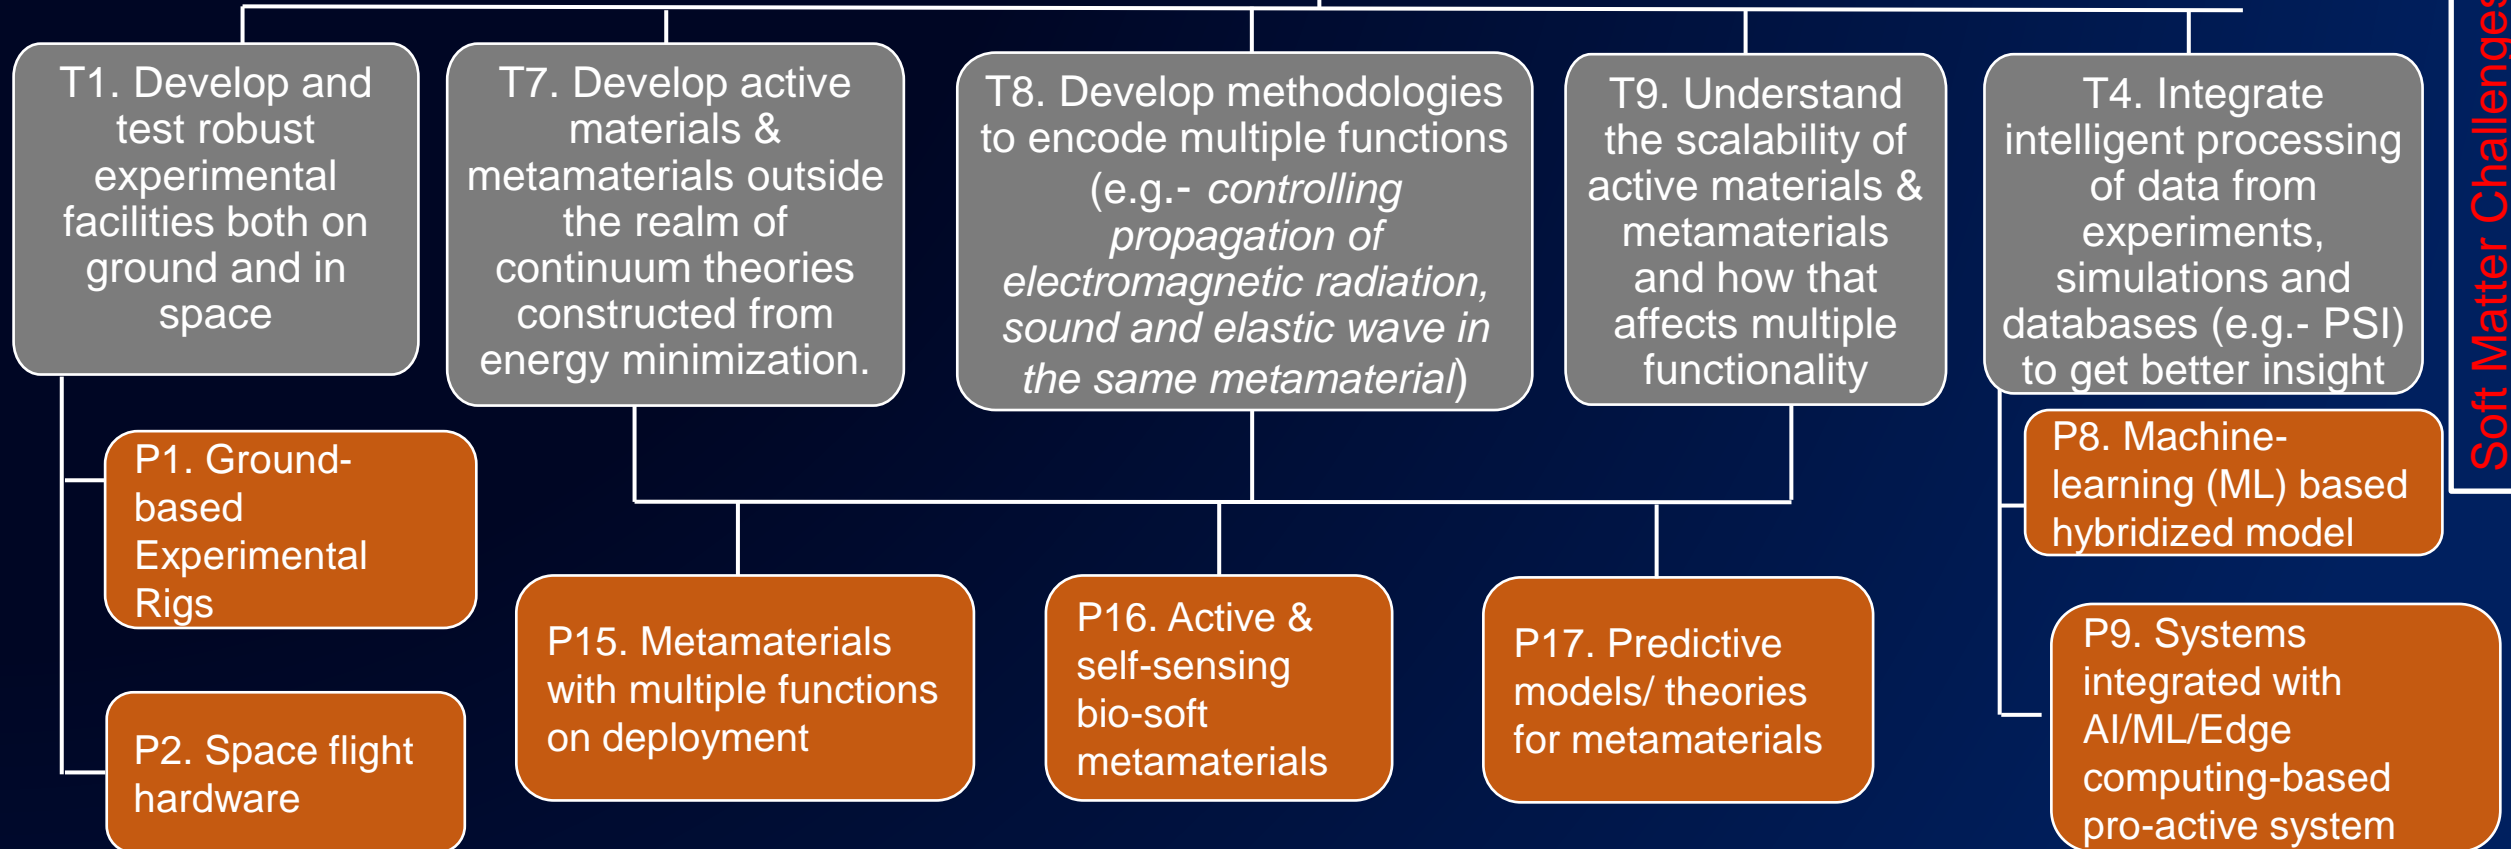 T1. Develop and
test robust
experimental
facilities both on
ground and in
space
T7. Develop active
materials &
metamaterials outside
the realm of
continuum theories
constructed from
energy minimization.
T8. Develop methodologies
to encode multiple functions
(e.g.- controlling
propagation of
electromagnetic radiation,
sound and elastic wave in
the same metamaterial)
T9. Understand
the scalability of
active materials &
metamaterials
and how that
affects multiple
functionality
T4. Integrate
intelligent processing
of data from
experiments,
simulations and
databases (e.g.- PSI)
to get better insight
Soft Matter Challenges
P1. Ground-
based
Experimental
Rigs
P2. Space flight
hardware
P15. Metamaterials
with multiple functions
on deployment
P16. Active &
self-sensing
bio-soft
metamaterials
P17. Predictive
models/ theories
for metamaterials
P8. Machine-
learning (ML) based
hybridized model
P9. Systems
integrated with
AI/ML/Edge
computing-based
pro-active system